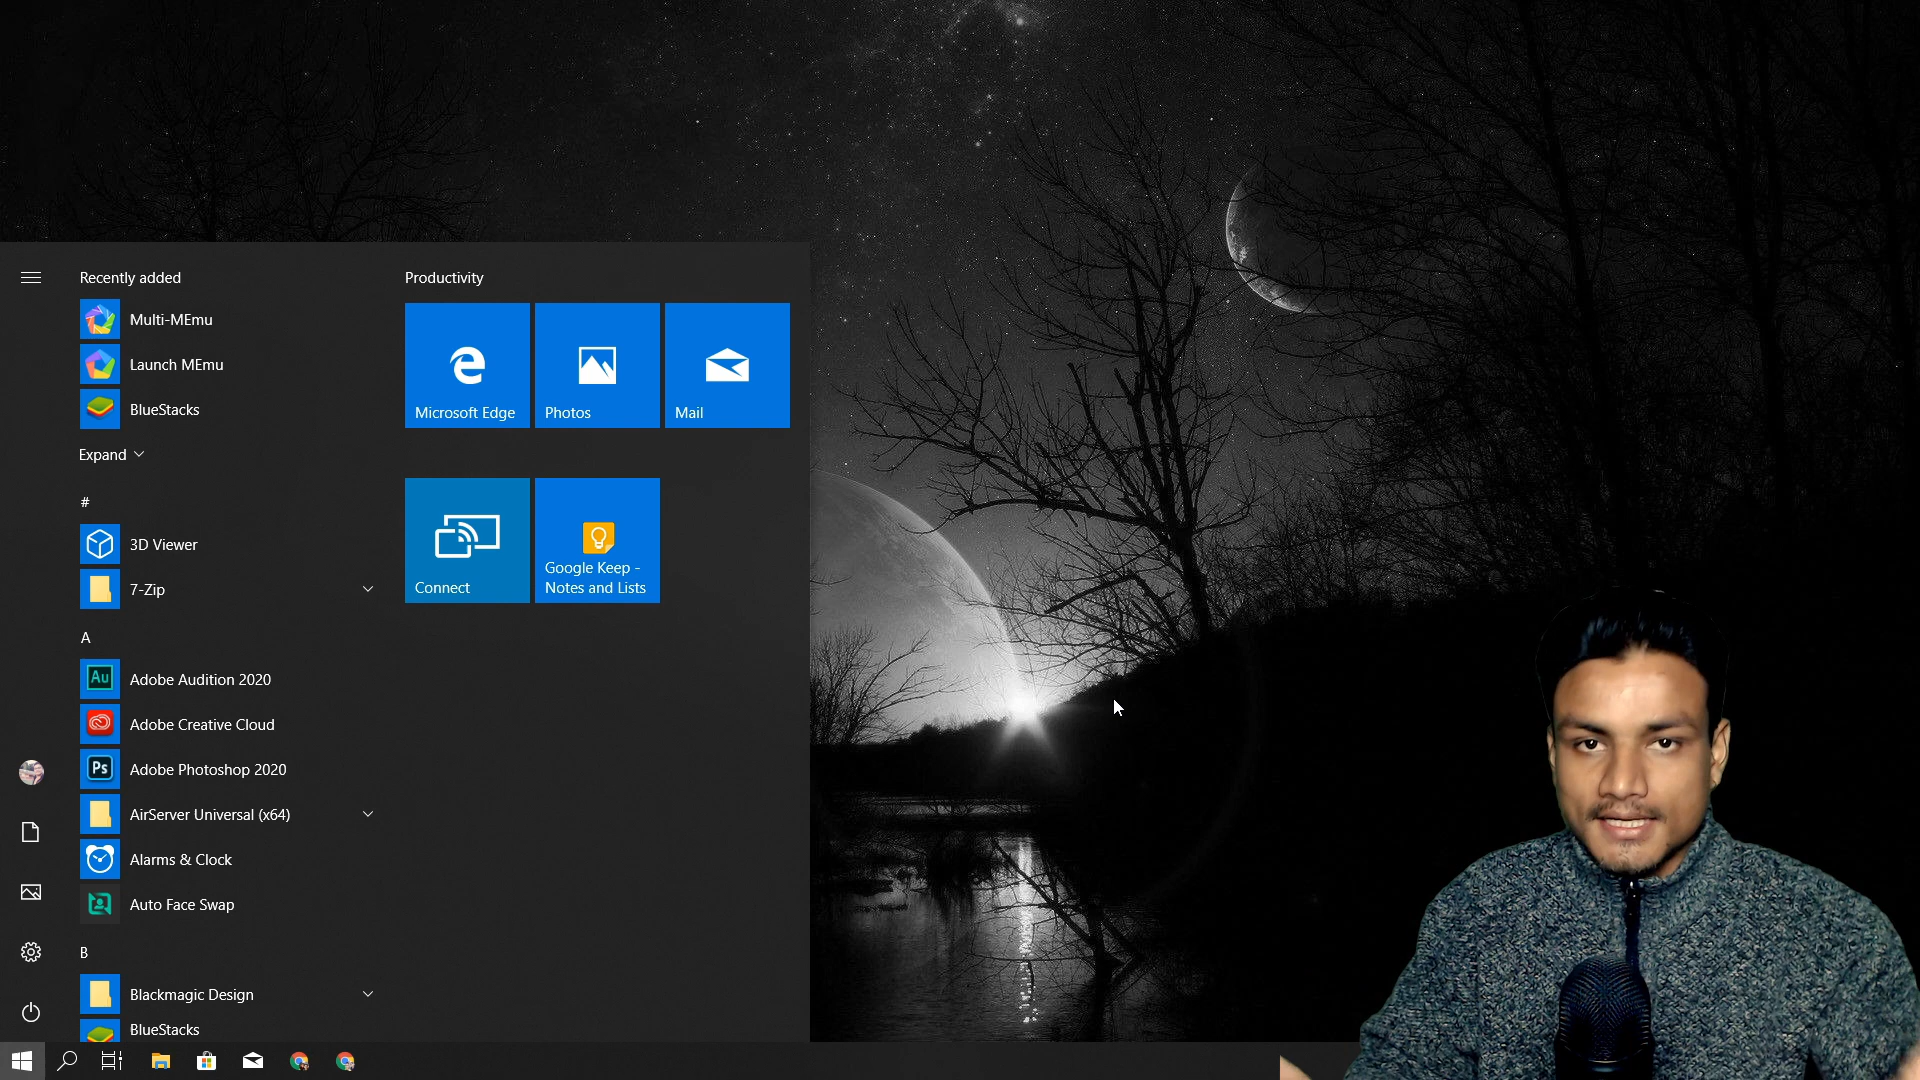 Recently added
Multi-MEmu
Launch MEmu
BlueStacks
Expand
#
3D Viewer
7-Zip
A
Au
Adobe Audition 2020
Adobe Creative Cloud
Ps
Adobe Photoshop 2020
AirServer Universal (x64)
Alarms & Clock
Auto Face Swap
B
Blackmagic Design
BlueStacks
Productivity
Microsoft Edge
Photos
Mail
Connect
Google Keep -
Notes and Lists